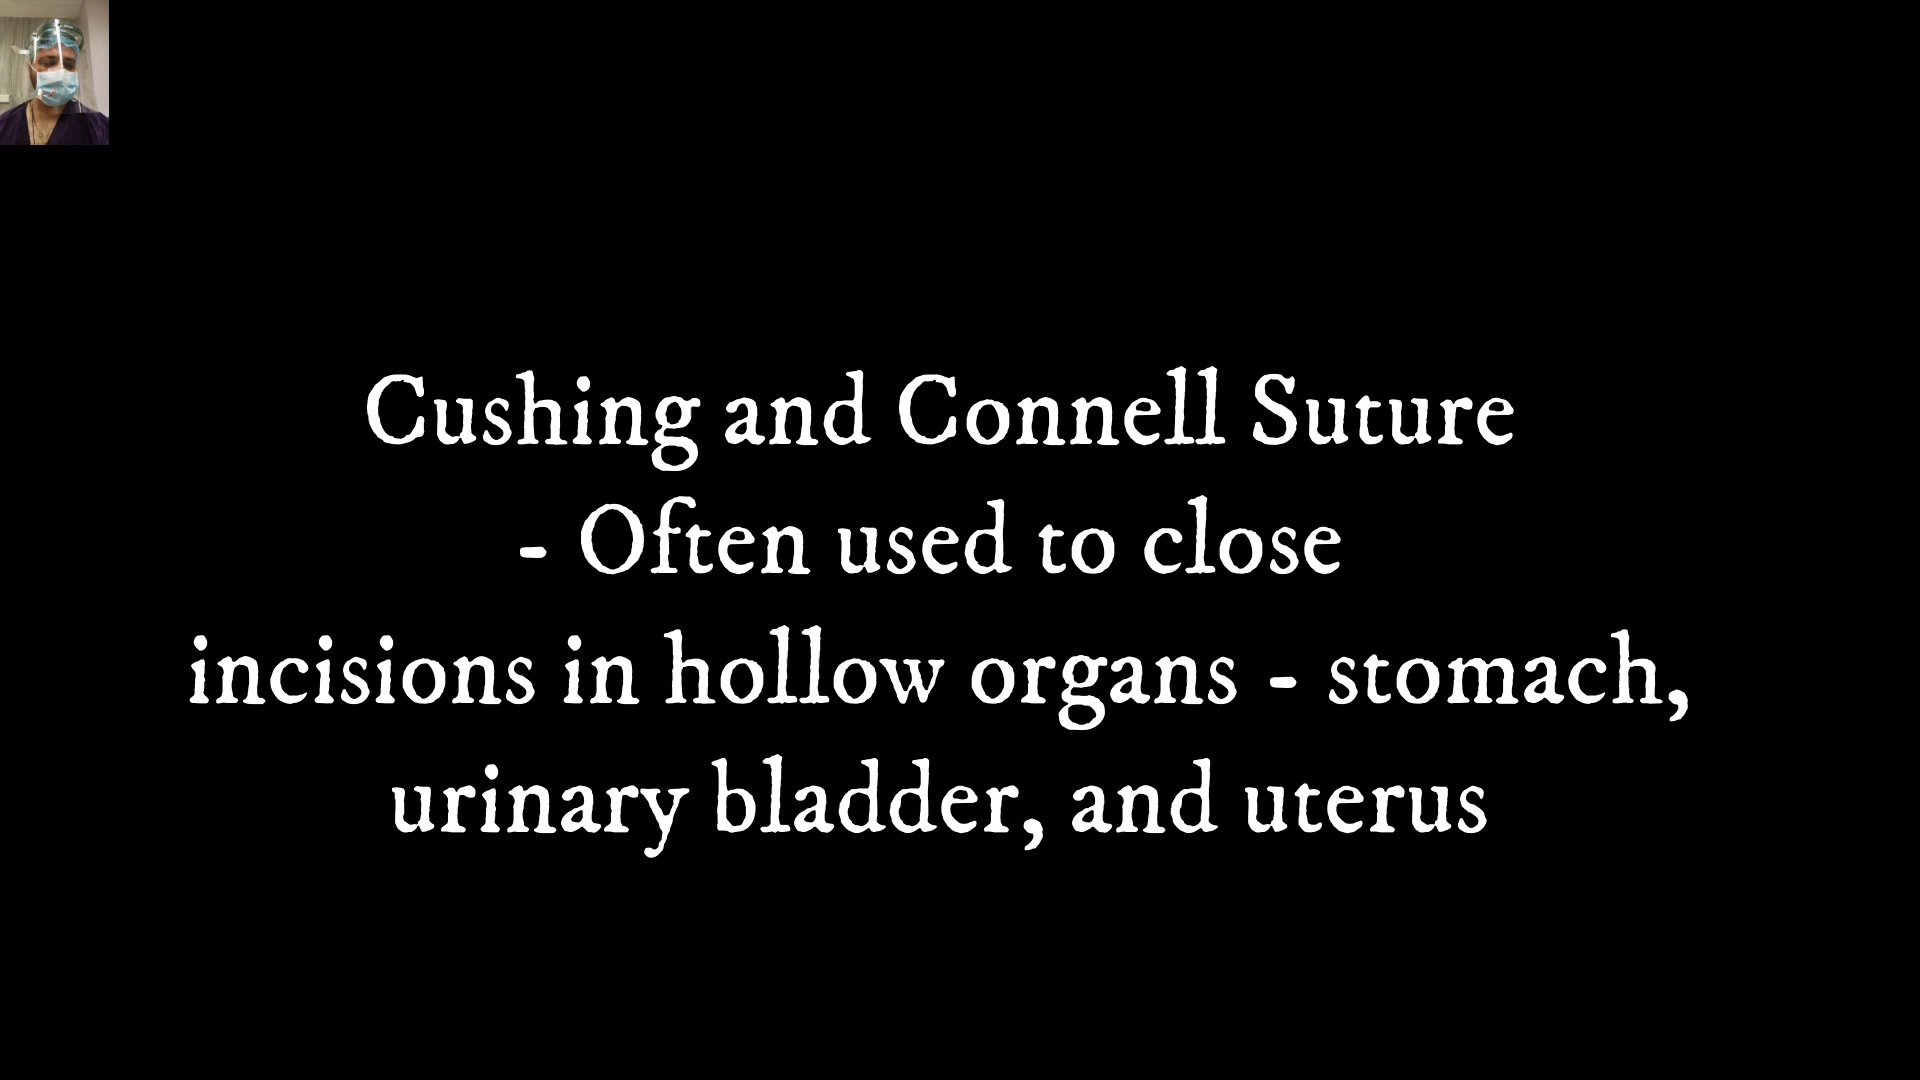 Cushing and Connell Suture
- Often used to close
incisions in hollow organs - stomach,
urinary bladder, and uterus